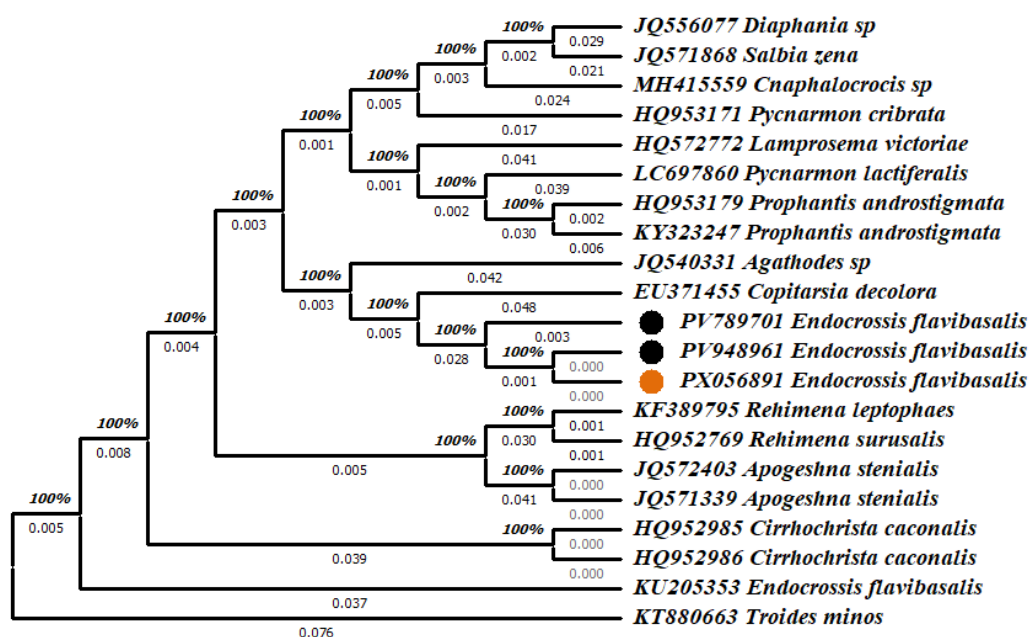 100%
JQ556077 Diaphania sp
0.029
100%
0.002
JQ571868 Salbia zena
0.021
100%
0.003
MH415559 Cnaphalocrocis sp
0.024
100%
0.005
HQ953171 Pycnarmon cribrata
0.017
100%
0.001
HQ572772 Lamprosema victoriae
0.041
100%
0.001
LC697860 Pycnarmon lactiferalis
0.039
100%
0.002
HQ953179 Prophantis androstigmata
0.002
100%
0.030
KY323247 Prophantis androstigmata
0.006
100%
0.003
JQ540331 Agathodes sp
0.042
100%
0.003
EU371455 Copitarsia decolora
0.048
100%
0.005
PV789701 Endocrossis flavibasalis
0.003
100%
0.028
PV948961 Endocrossis flavibasalis
0.000
100%
0.001
PX056891 Endocrossis flavibasalis
0.000
100%
0.004
KF389795 Rehimena leptophaes
0.001
100%
0.030
HQ952769 Rehimena surusalis
0.001
100%
0.005
JQ572403 Apogeshna stenialis
0.000
100%
0.041
JQ571339 Apogeshna stenialis
0.000
100%
0.008
HQ952985 Cirrhochrista caconalis
0.000
100%
0.039
HQ952986 Cirrhochrista caconalis
0.000
100%
0.005
KU205353 Endocrossis flavibasalis
0.037
KT880663 Troides minos
0.076